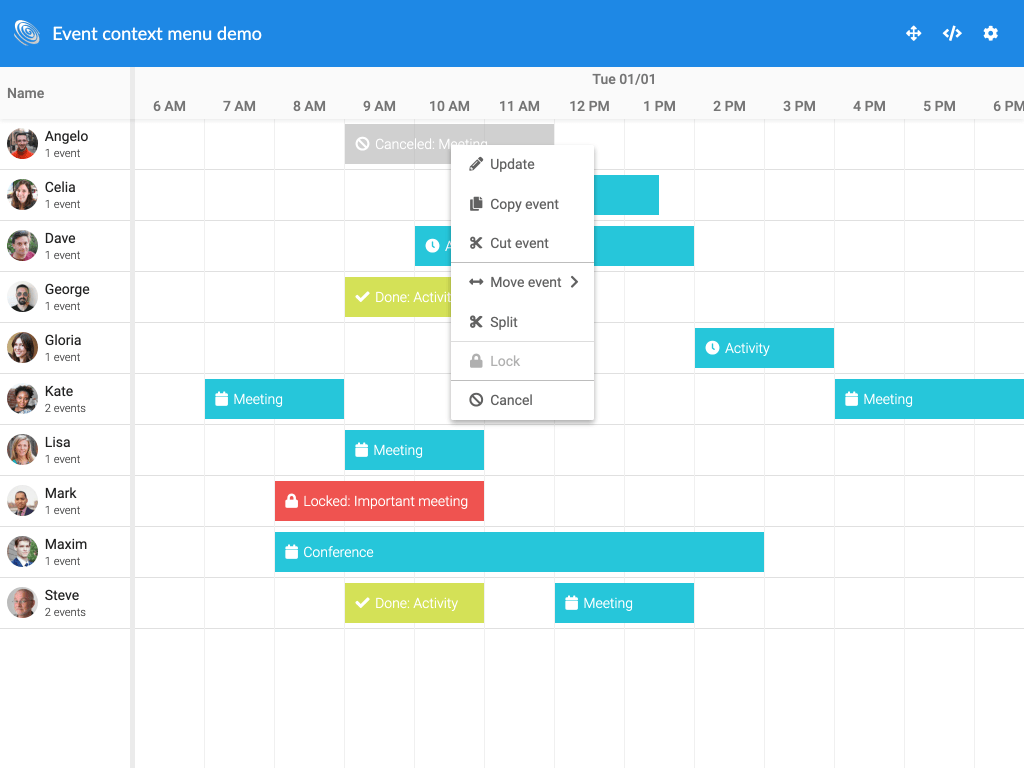 Event context menu demo
Tue 01/01
Name
6 AM 7 AM 8 AM 9 AM 10 AM 11 AM 12 PM 1 PM 2 PM 3 PM 4 PM 5 PM 6 PM
Angelo
1 event
Canceled: Meeting
Update
Copy event
Cut event
Move event
Split
Lock
Cancel
Celia
1 event
Dave
1 event
George
1 event
Done: Activit
Gloria
1 event
Activity
Kate
2 events
Meeting
Meeting
Lisa
1 event
Meeting
Mark
1 event
Locked: Important meeting
Maxim
1 event
Conference
Steve
2 events
Done: Activity
Meeting